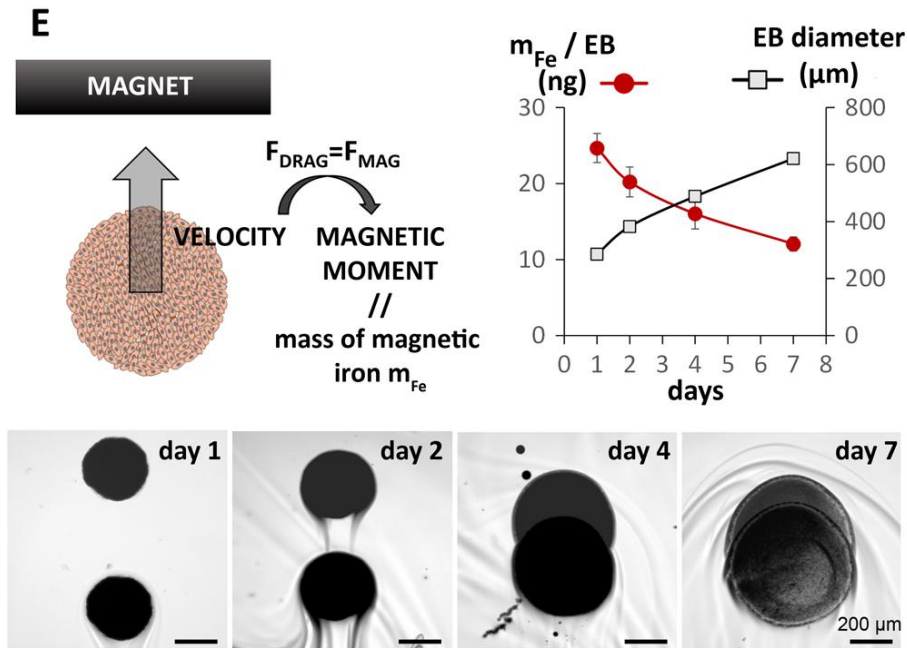 E
MAGNET
F_DRAG=F_MAG
VELOCITY MAGNETIC
MOMENT
//
mass of magnetic
iron m_Fe
m_Fe / EB
(ng)
EB diameter
(µm)
30
20
10
0
800
600
400
200
0
0 1 2 3 4 5 6 7 8
days
day 1
day 2
day 4
day 7
200 µm